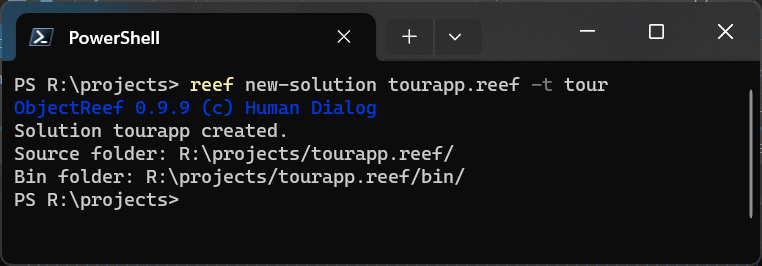 PowerShell
PS R:\projects> reef new-solution tourapp.reef -t tour
ObjectReef 0.9.9 (c) Human Dialog
Solution tourapp created.
Source folder: R:\projects/tourapp.reef/
Bin folder: R:\projects/tourapp.reef/bin/
PS R:\projects>